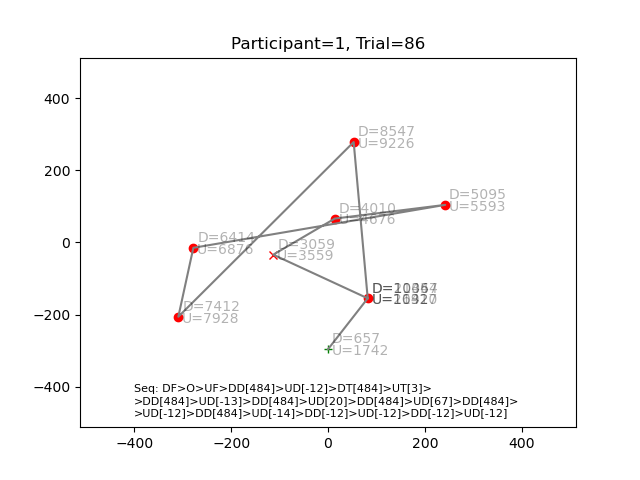 Participant=1, Trial=86
400
200
0
−200
−400
−400
−200
0
200
400
D=8547
U=9226
D=5095
U=5593
D=4010
U=4676
D=6414
U=6876
D=3059
U=3559
D=7412
U=7928
D=657
U=1742
Seq: DF>O>UF>DD[484]>UD[-12]>DT[484]>UT[3]>
>DD[484]>UD[-13]>DD[484]>UD[20]>DD[484]>UD[67]>DD[484]>
>UD[-12]>DD[484]>UD[-14]>DD[-12]>UD[-12]>DD[-12]>UD[-12]